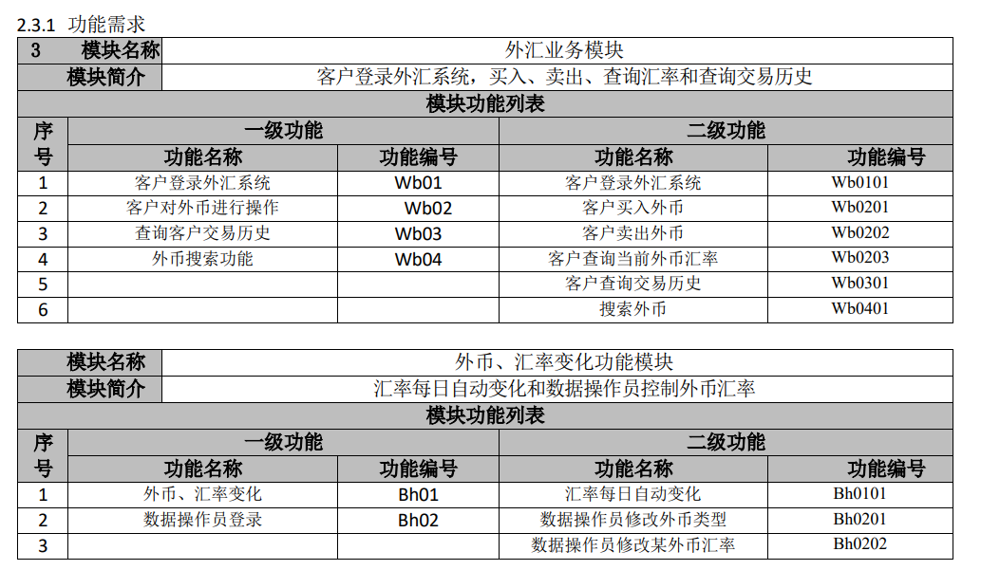 2.3.1 功能需求
3 模块名称 外汇业务模块
模块简介 客户登录外汇系统，买入、卖出、查询汇率和查询交易历史
模块功能列表
序号 一级功能 二级功能
功能名称 功能编号 功能名称 功能编号
1 客户登录外汇系统 Wb01 客户登录外汇系统 Wb0101
2 客户对外币进行操作 Wb02 客户买入外币 Wb0201
3 查询客户交易历史 Wb03 客户卖出外币 Wb0202
4 外币搜索功能 Wb04 客户查询当前外币汇率 Wb0203
5 客户查询交易历史 Wb0301
6 搜索外币 Wb0401
模块名称 外币、汇率变化功能模块
模块简介 汇率每日自动变化和数据操作员控制外币汇率
模块功能列表
序号 一级功能 二级功能
功能名称 功能编号 功能名称 功能编号
1 外币、汇率变化 Bh01 汇率每日自动变化 Bh0101
2 数据操作员登录 Bh02 数据操作员修改外币类型 Bh0201
3 数据操作员修改某外币汇率 Bh0202